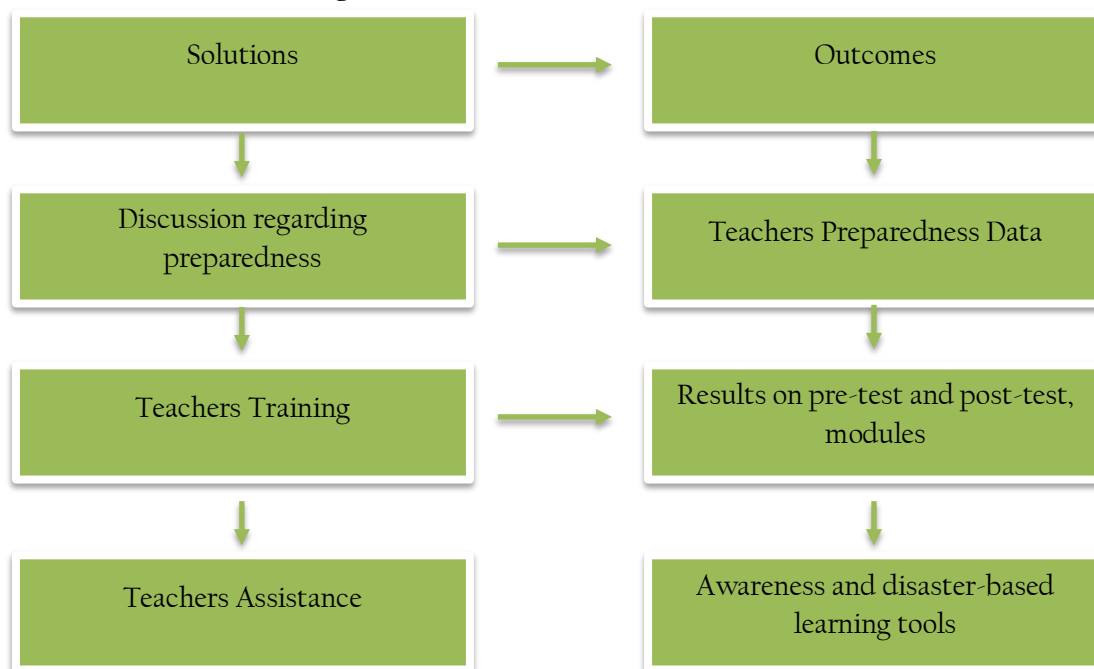 Solutions
Outcomes
Discussion regarding
preparedness
Teachers Preparedness Data
Teachers Training
Results on pre-test and post-test,
modules
Teachers Assistance
Awareness and disaster-based
learning tools